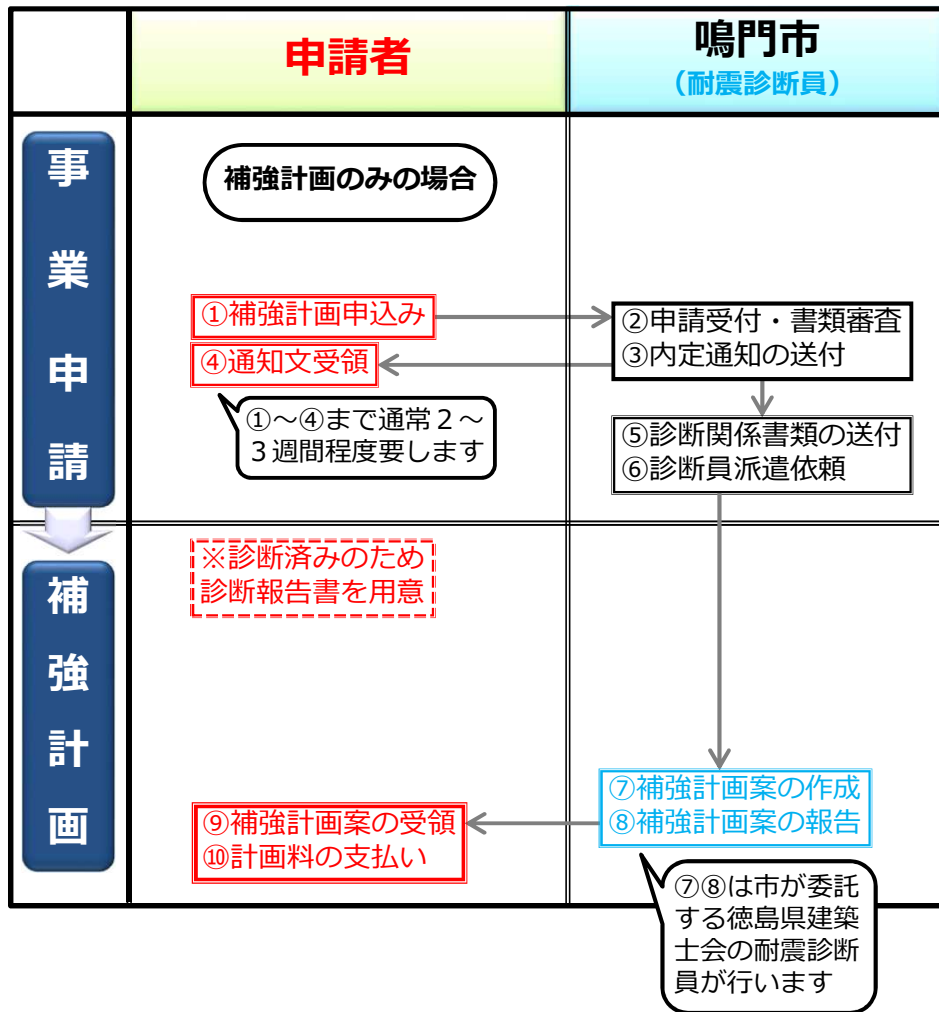 申請者
鳴門市
（耐震診断員）
事業申請
補強計画のみの場合
①補強計画申込み
②申請受付・書類審査
③内定通知の送付
④通知文受領
①～④まで通常２～
３週間程度要します
⑤診断関係書類の送付
⑥診断員派遣依頼
補強計画
※診断済みのため
診断報告書を用意
⑦補強計画案の作成
⑧補強計画案の報告
⑨補強計画案の受領
⑩計画料の支払い
⑦⑧は市が委託
する徳島県建築
士会の耐震診断
員が行います